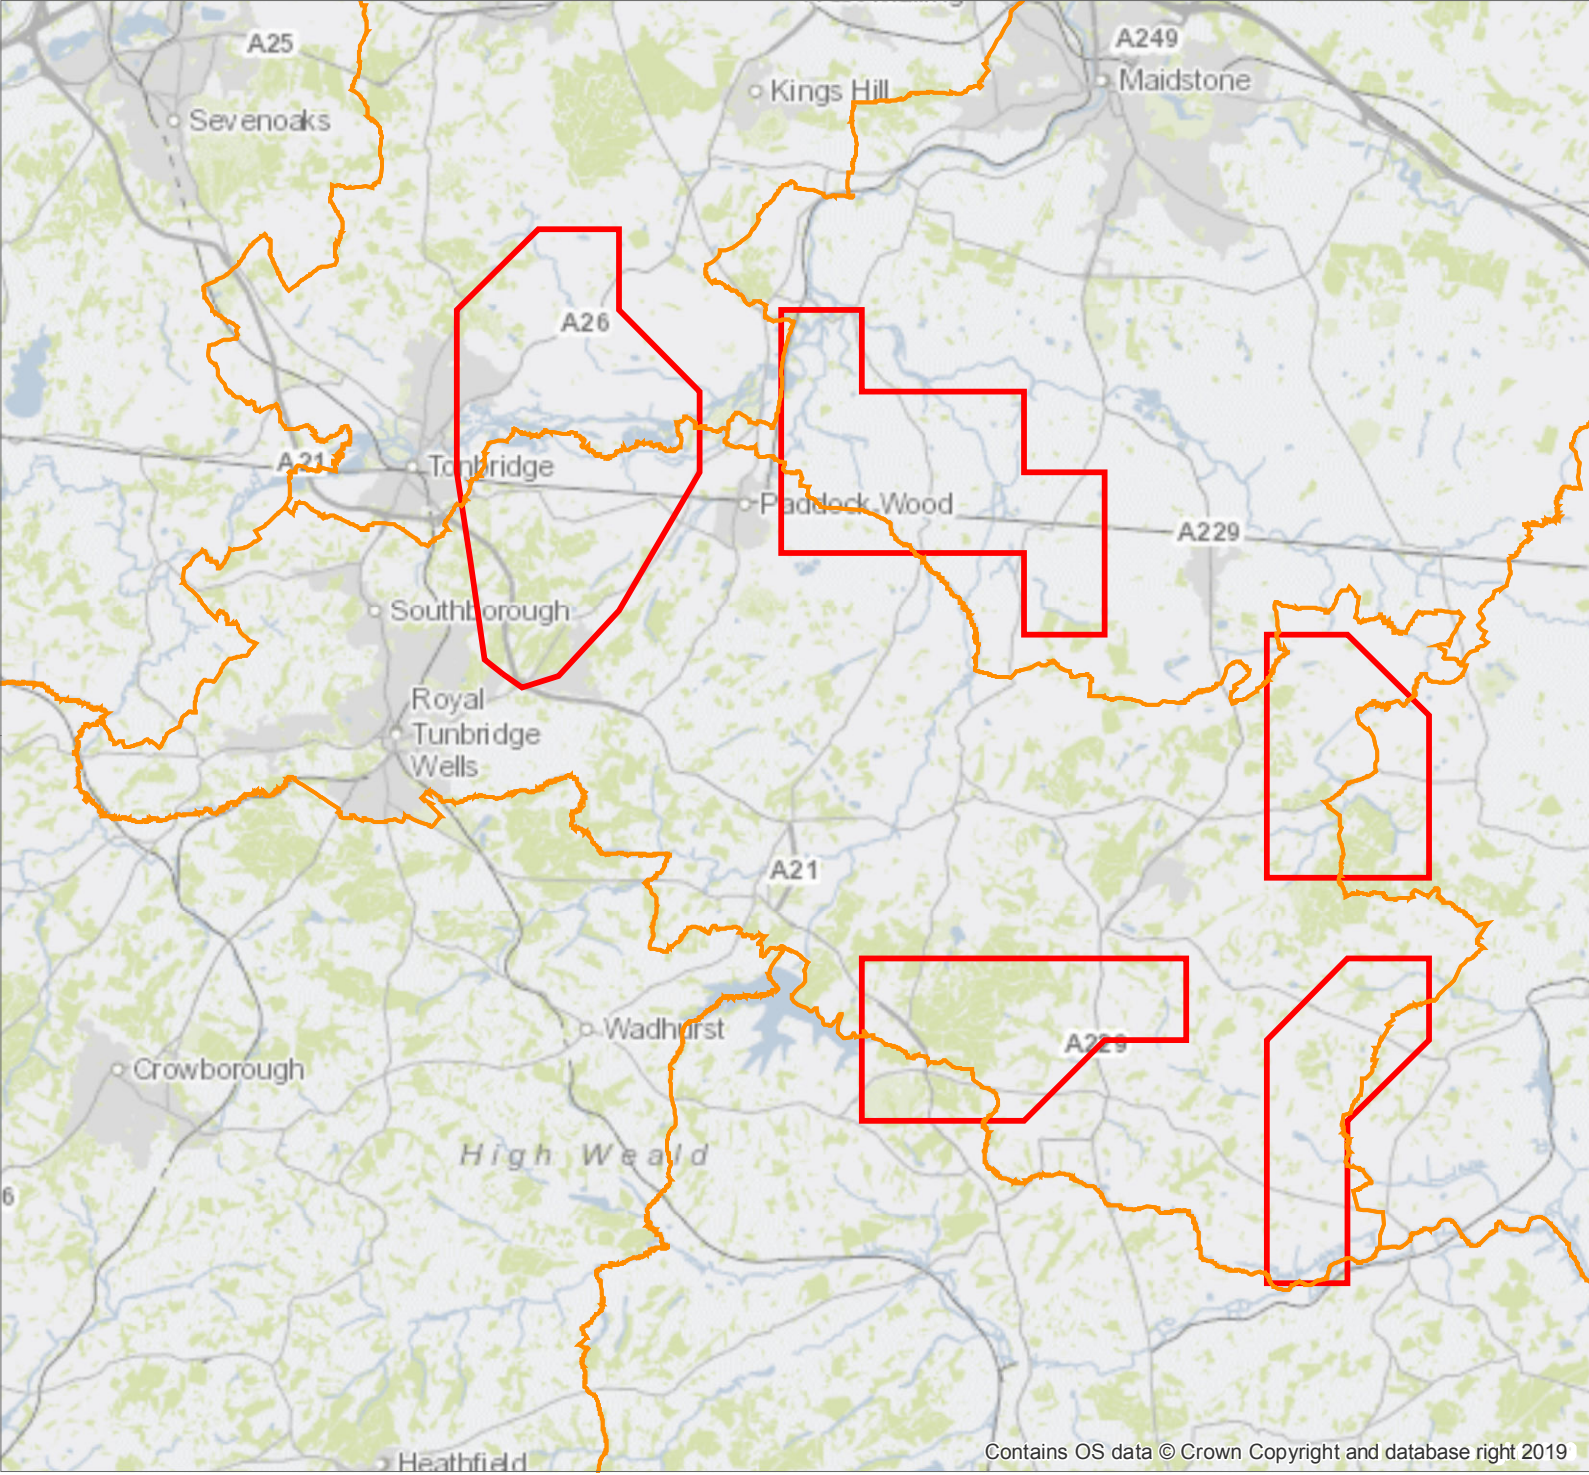 A25
A249
Kings Hill
Maidstone
Sevenoaks
A26
A21
Tonbridge
Paddock Wood
A229
Southborough
Royal
Tunbridge
Wells
A21
Wadhurst
A229
Crowborough
High Weald
6
Heathfield
Contains OS data © Crown Copyright and database right 2019